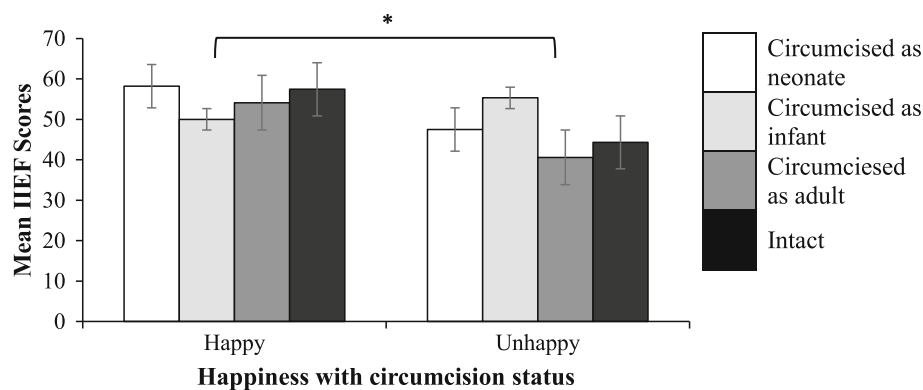 *
70
60
50
40
30
20
10
0
Mean IIEF Scores
Happy
Unhappy
Happiness with circumcision status
Circumcised as
neonate
Circumcised as
infant
Circumciesed
as adult
Intact